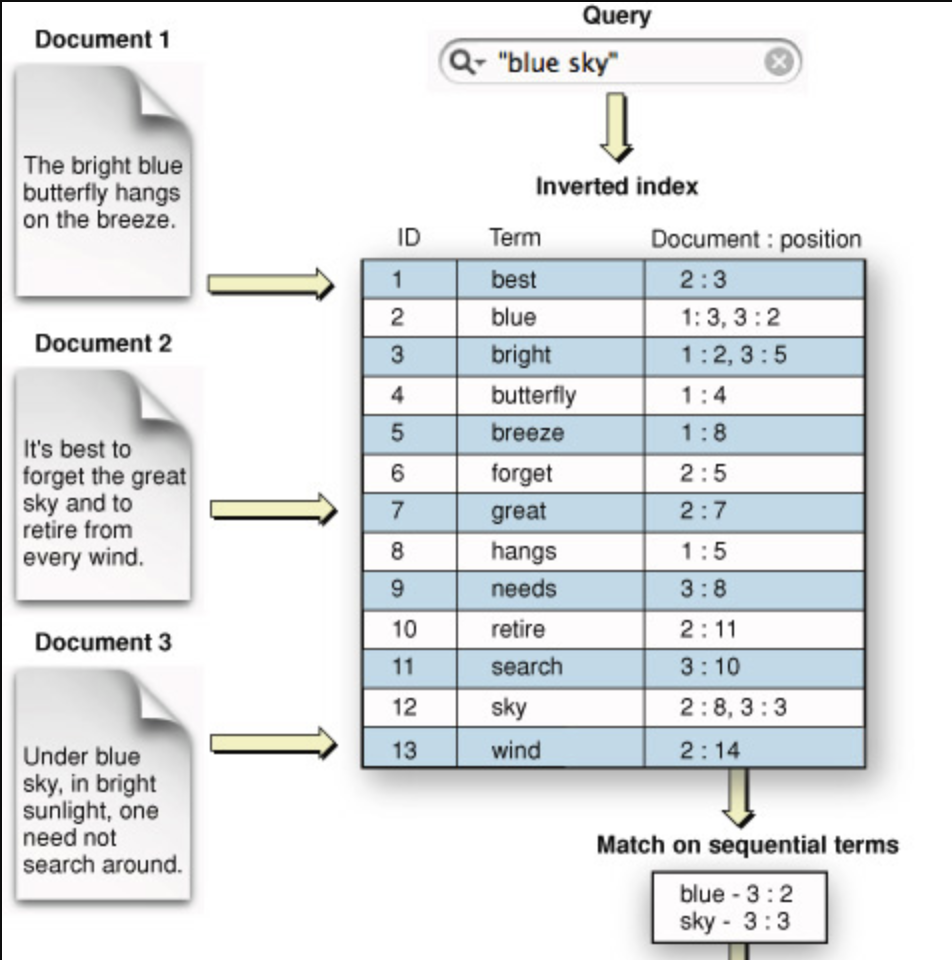 Document 1
The bright blue
butterfly hangs
on the breeze.
Document 2
It's best to
forget the great
sky and to
retire from
every wind.
Document 3
Under blue
sky, in bright
sunlight, one
need not
search around.
Query
"blue sky"
Inverted index
ID Term Document : position
1 best 2 : 3
2 blue 1: 3, 3 : 2
3 bright 1 : 2, 3 : 5
4 butterfly 1 : 4
5 breeze 1 : 8
6 forget 2 : 5
7 great 2 : 7
8 hangs 1 : 5
9 needs 3 : 8
10 retire 2 : 11
11 search 3 : 10
12 sky 2 : 8, 3 : 3
13 wind 2 : 14
Match on sequential terms
blue - 3 : 2
sky - 3 : 3